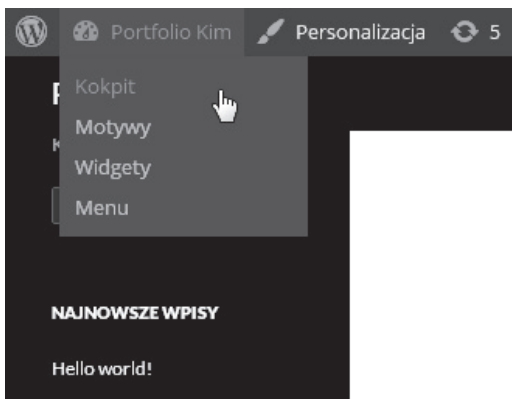 Portfolio Kim Personalizacja 5
Kokpit
Motywy
Widgety
Menu
NAJNOWSZE WPISY
Hello world!